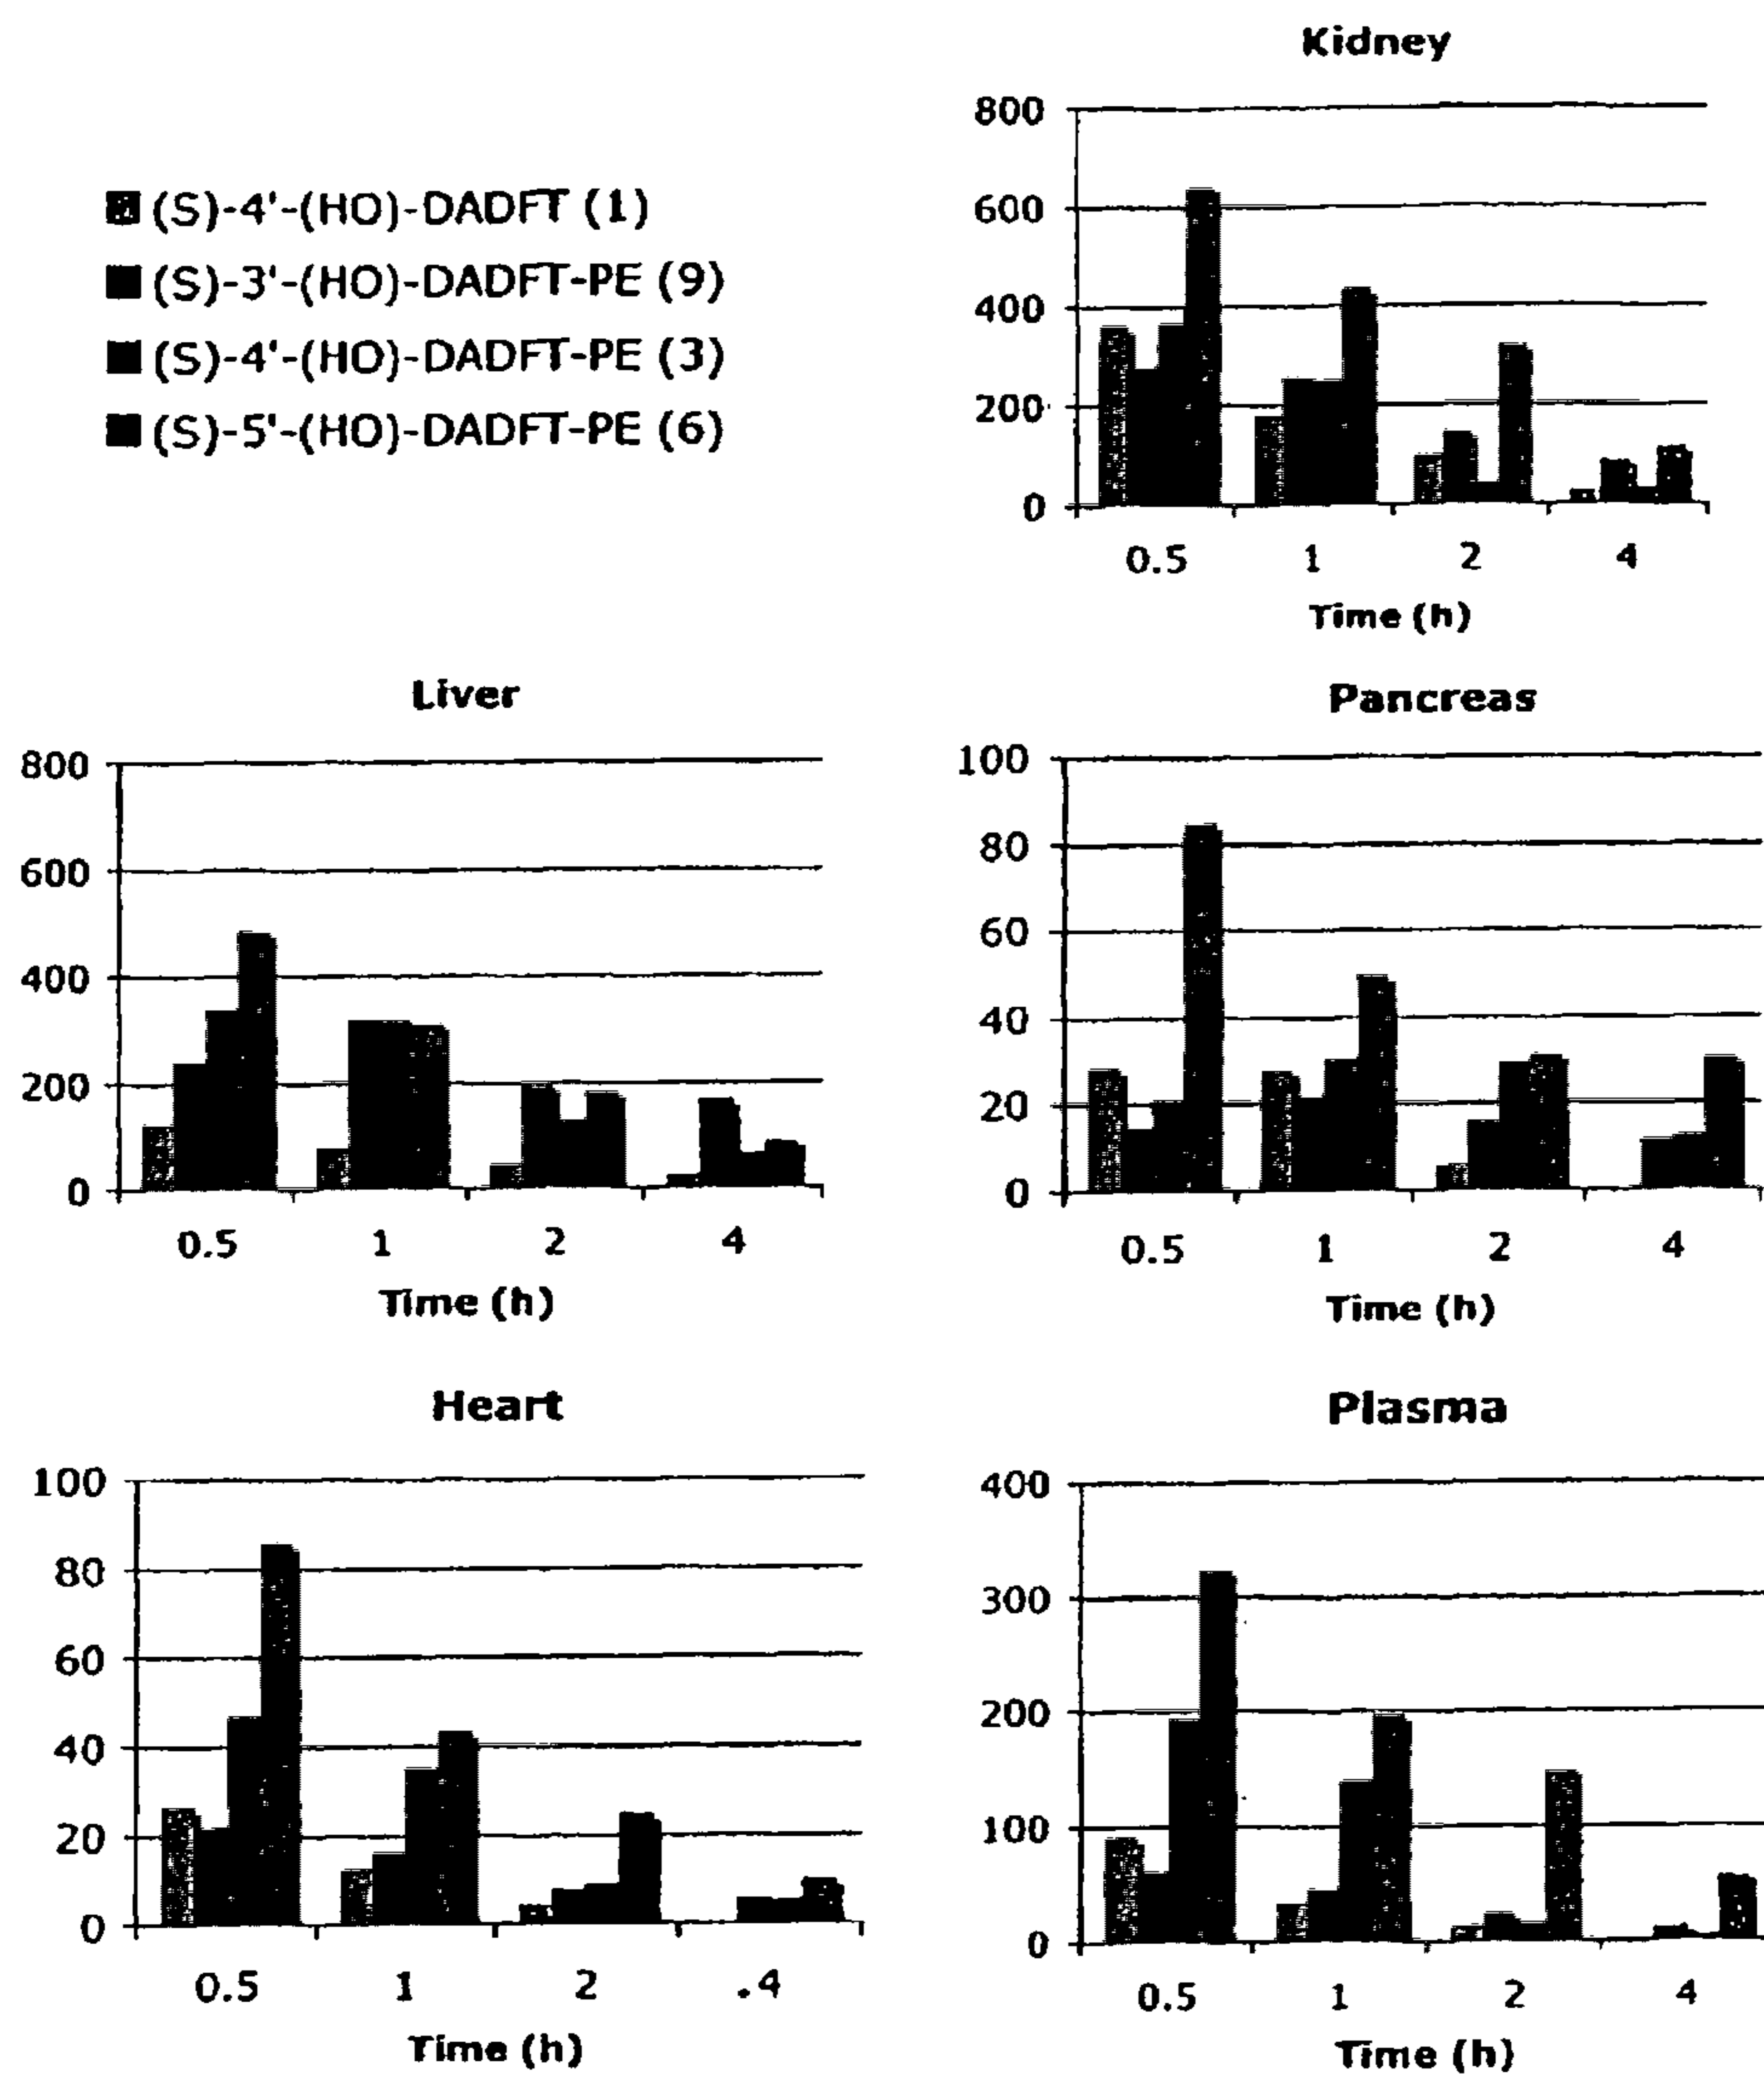 (S)-4'-(HO)-DADFT (1)
(S)-3'-(HO)-DADFT-PE (9)
(S)-4'-(HO)-DADFT-PE (3)
(S)-5'-(HO)-DADFT-PE (6)
Kidney
800
600
400
200
0
0.5 1 2 4
Time (h)
Liver
800
600
400
200
0
0.5 1 2 4
Time (h)
Pancreas
100
80
60
40
20
0
0.5 1 2 4
Time (h)
Heart
100
80
60
40
20
0
0.5 1 2 4
Time (h)
Plasma
400
300
200
100
0
0.5 1 2 4
Time (h)